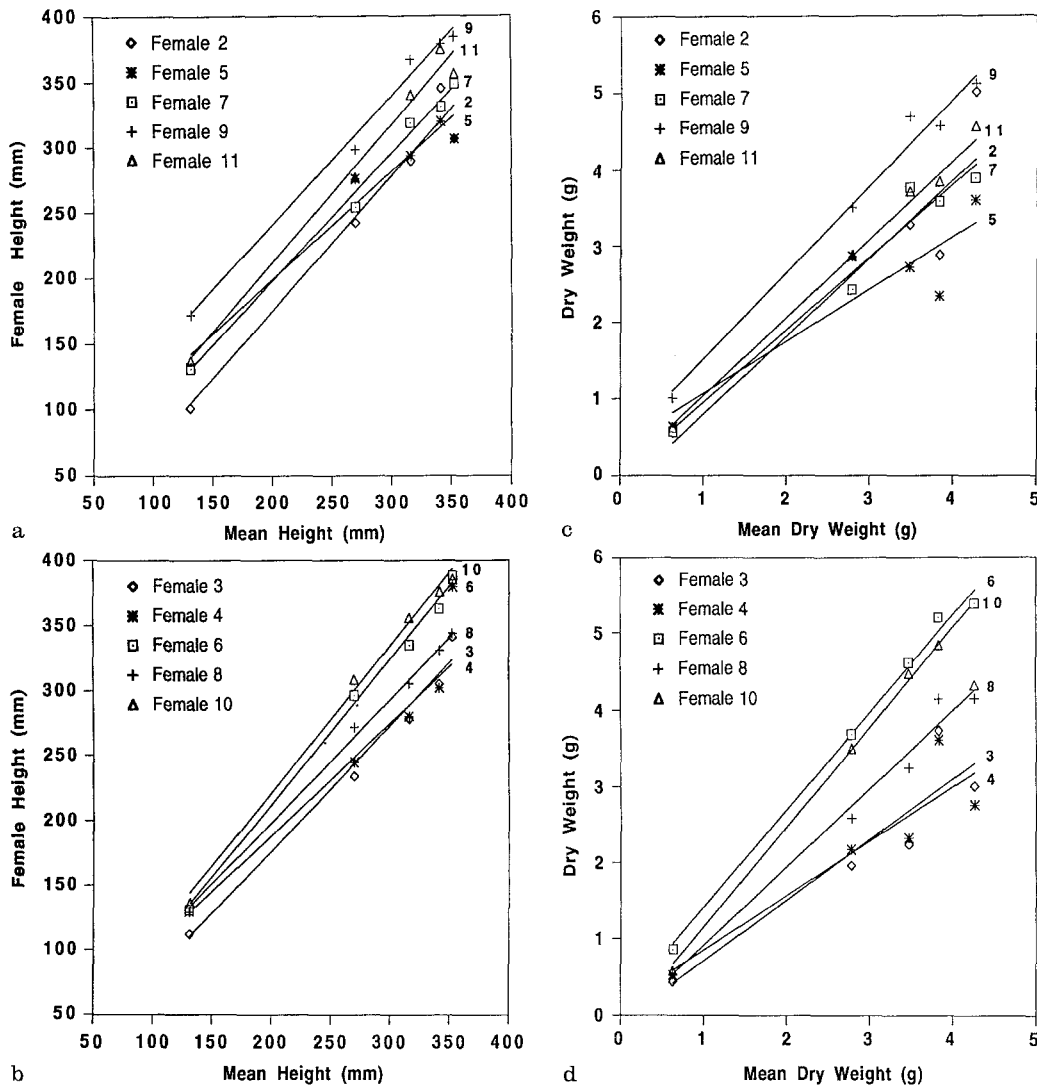 400
350
300
250
200
150
100
50
Female Height (mm)
Female 2
Female 5
Female 7
Female 9
Female 11
9
11
7
2
5
50 100 150 200 250 300 350 400
Mean Height (mm)
a
6
5
4
3
2
1
0
Dry Weight (g)
Female 2
Female 5
Female 7
Female 9
Female 11
9
11
2
7
5
0 1 2 3 4 5
Mean Dry Weight (g)
c
400
350
300
250
200
150
100
50
Female Height (mm)
Female 3
Female 4
Female 6
Female 8
Female 10
10
6
8
3
4
50 100 150 200 250 300 350 400
Mean Height (mm)
b
6
5
4
3
2
1
0
Dry Weight (g)
Female 3
Female 4
Female 6
Female 8
Female 10
6
10
8
3
4
0 1 2 3 4 5
Mean Dry Weight (g)
d